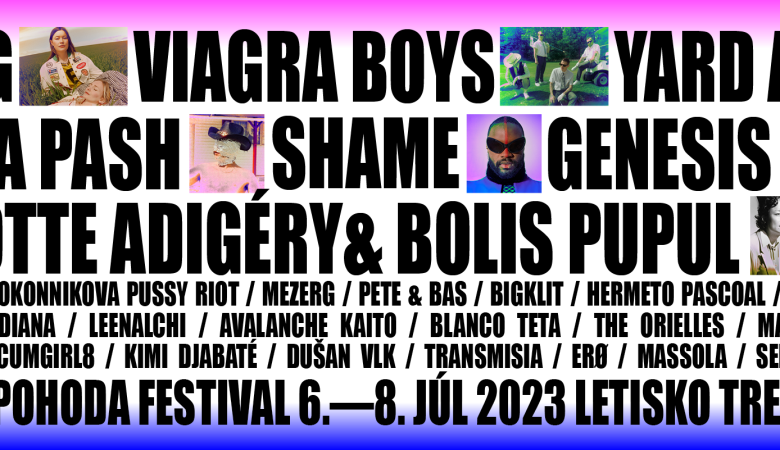 G VIAGRA BOYS YARD A
A PASH SHAME GENESIS
OTTE ADIGÉRY & BOLIS PUPUL
OKONNIKOVA PUSSY RIOT / MEZERG / PETE & BAS / BIGKLIT / HERMETO PASCOAL /
DIANA / LEENALCHI / AVALANCHE KAITO / BLANCO TETA / THE ORIELLES / M
CUMGIRL8 / KIMI DJABATÉ / DUŠAN VLK / TRANSMISIA / ERØ / MASSOLA / SE
POHODA FESTIVAL 6.—8. JÚL 2023 LETISKO TRE